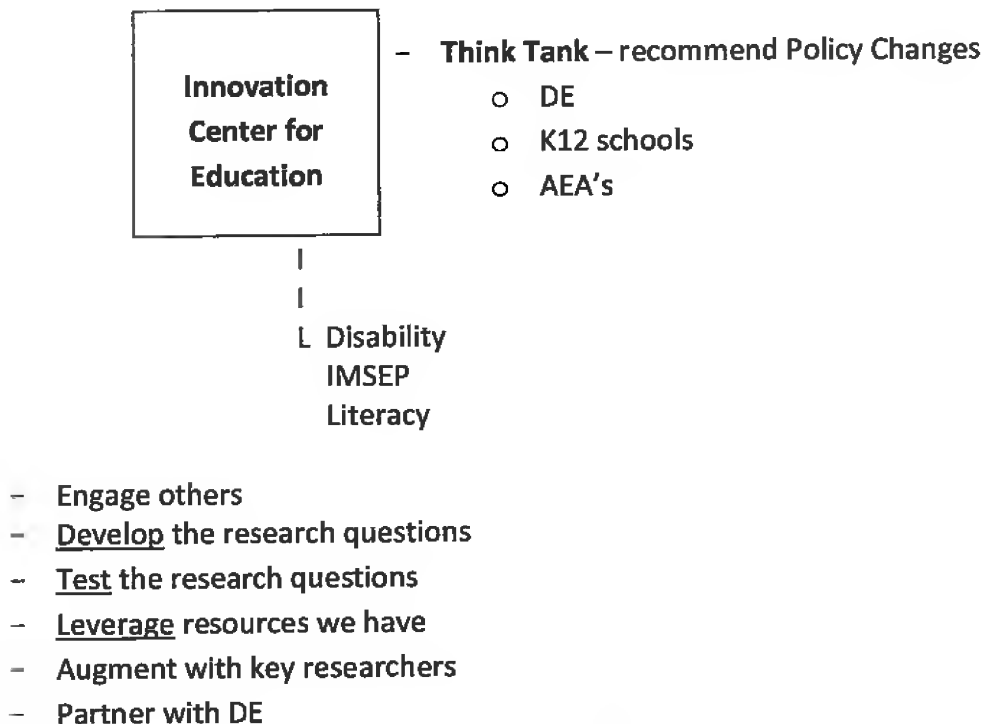 Innovation
Center for
Education
– Think Tank – recommend Policy Changes
o DE
o K12 schools
o AEA's
L Disability
IMSEP
Literacy
– Engage others
– Develop the research questions
– Test the research questions
– Leverage resources we have
– Augment with key researchers
– Partner with DE